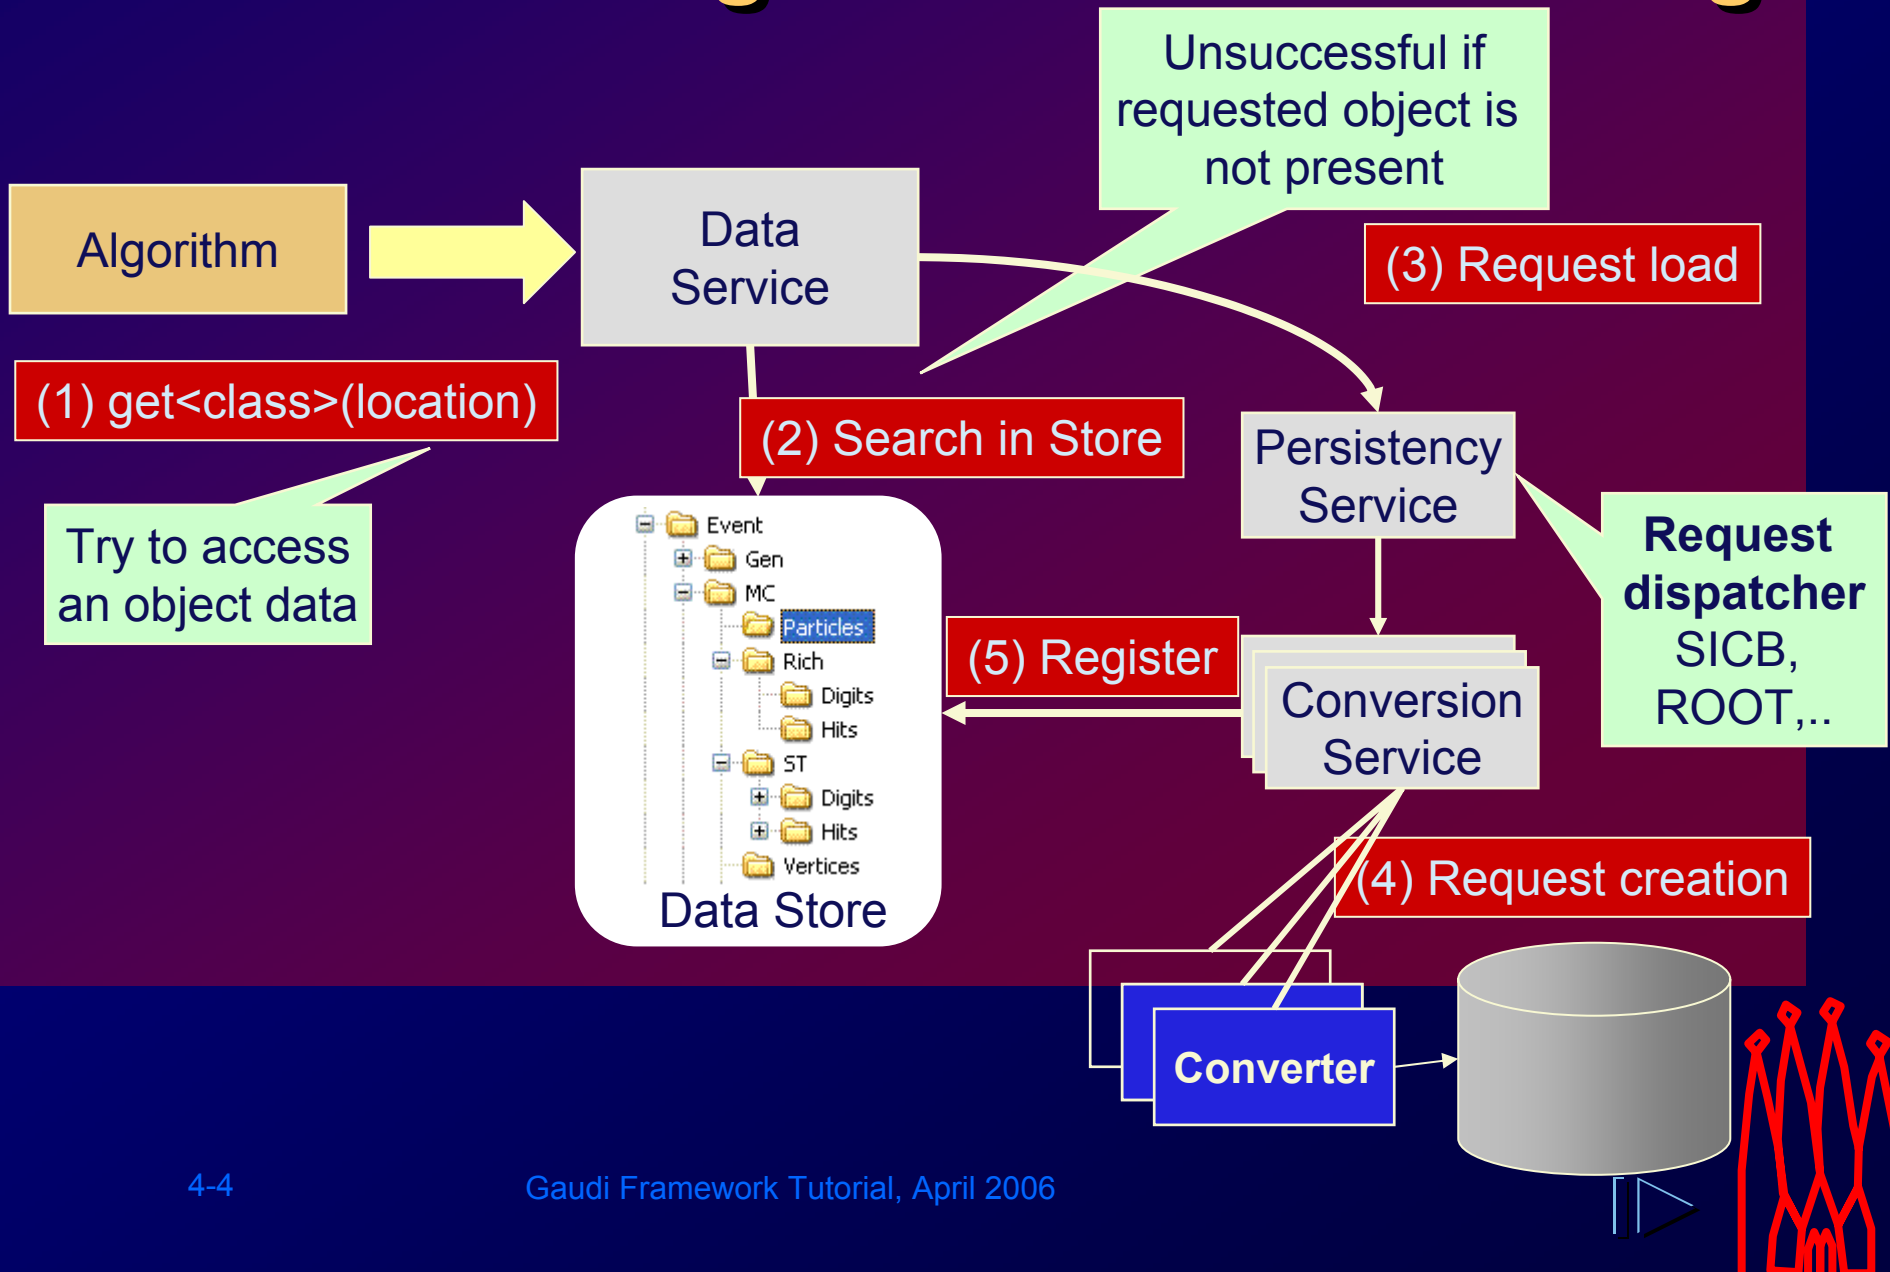 Unsuccessful if
requested object is
not present
Algorithm
Data
Service
(3) Request load
(1) get<class>(location)
(2) Search in Store
Persistency
Service
Try to access
an object data
Request
dispatcher
SICB,
ROOT,..
Event
Gen
MC
Particles
Rich
Digits
Hits
ST
Digits
Hits
Vertices
Data Store
(5) Register
Conversion
Service
(4) Request creation
Converter
4-4
Gaudi Framework Tutorial, April 2006